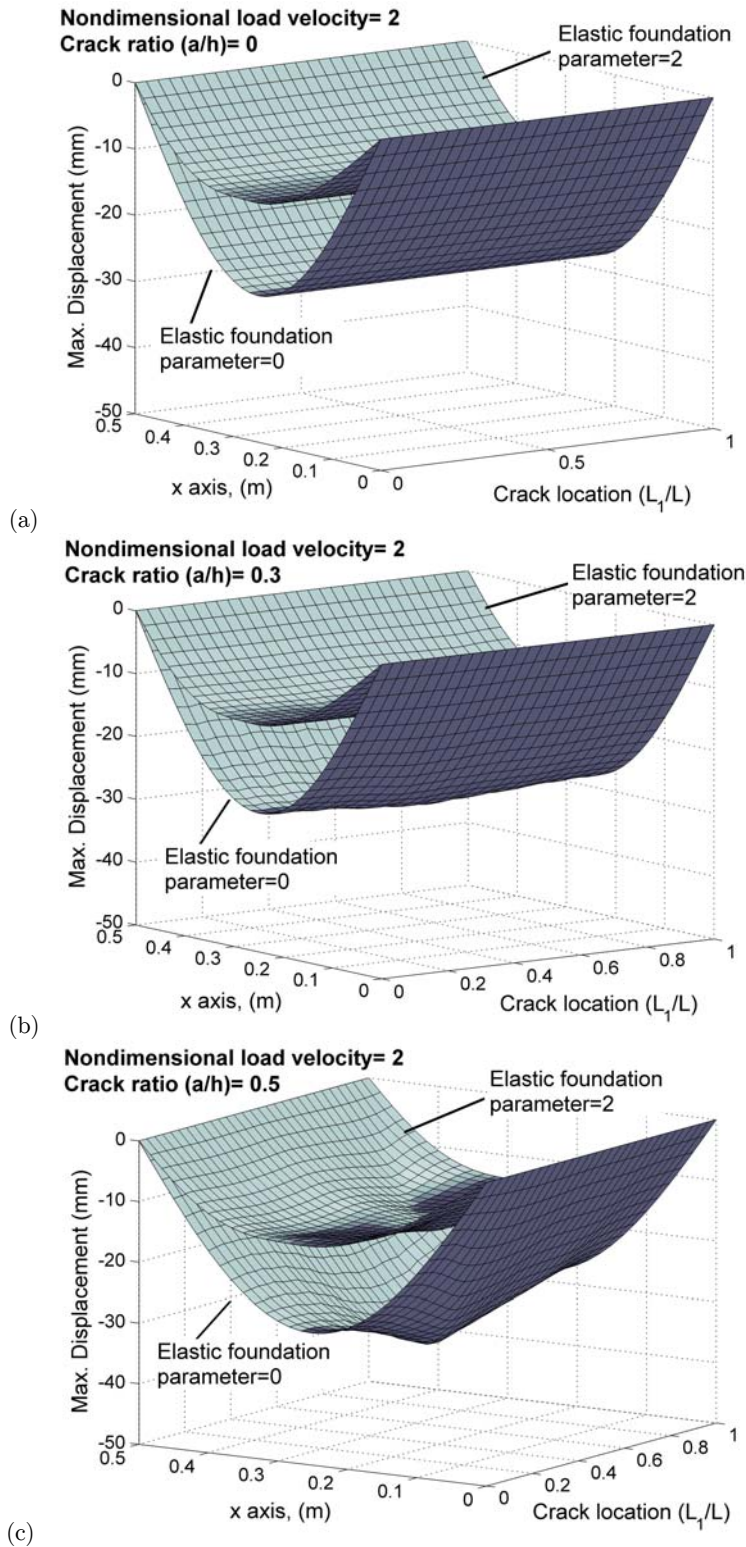 Nondimensional load velocity= 2
Crack ratio (a/h)= 0
Elastic foundation
parameter=2
0
-10
-20
-30
-40
-50
Max. Displacement (mm)
Elastic foundation
parameter=0
0.5
0.4
0.3
0.2
0.1
0
x axis, (m)
0
0.5
1
Crack location (L1/L)
(a)
Nondimensional load velocity= 2
Crack ratio (a/h)= 0.3
Elastic foundation
parameter=2
0
-10
-20
-30
-40
-50
Max. Displacement (mm)
Elastic foundation
parameter=0
0.5
0.4
0.3
0.2
0.1
0
x axis, (m)
0
0.2
0.4
0.6
0.8
1
Crack location (L1/L)
(b)
Nondimensional load velocity= 2
Crack ratio (a/h)= 0.5
Elastic foundation
parameter=2
0
-10
-20
-30
-40
-50
Max. Displacement (mm)
Elastic foundation
parameter=0
0.5
0.4
0.3
0.2
0.1
0
x axis, (m)
0
0.2
0.4
0.6
0.8
1
Crack location (L1/L)
(c)